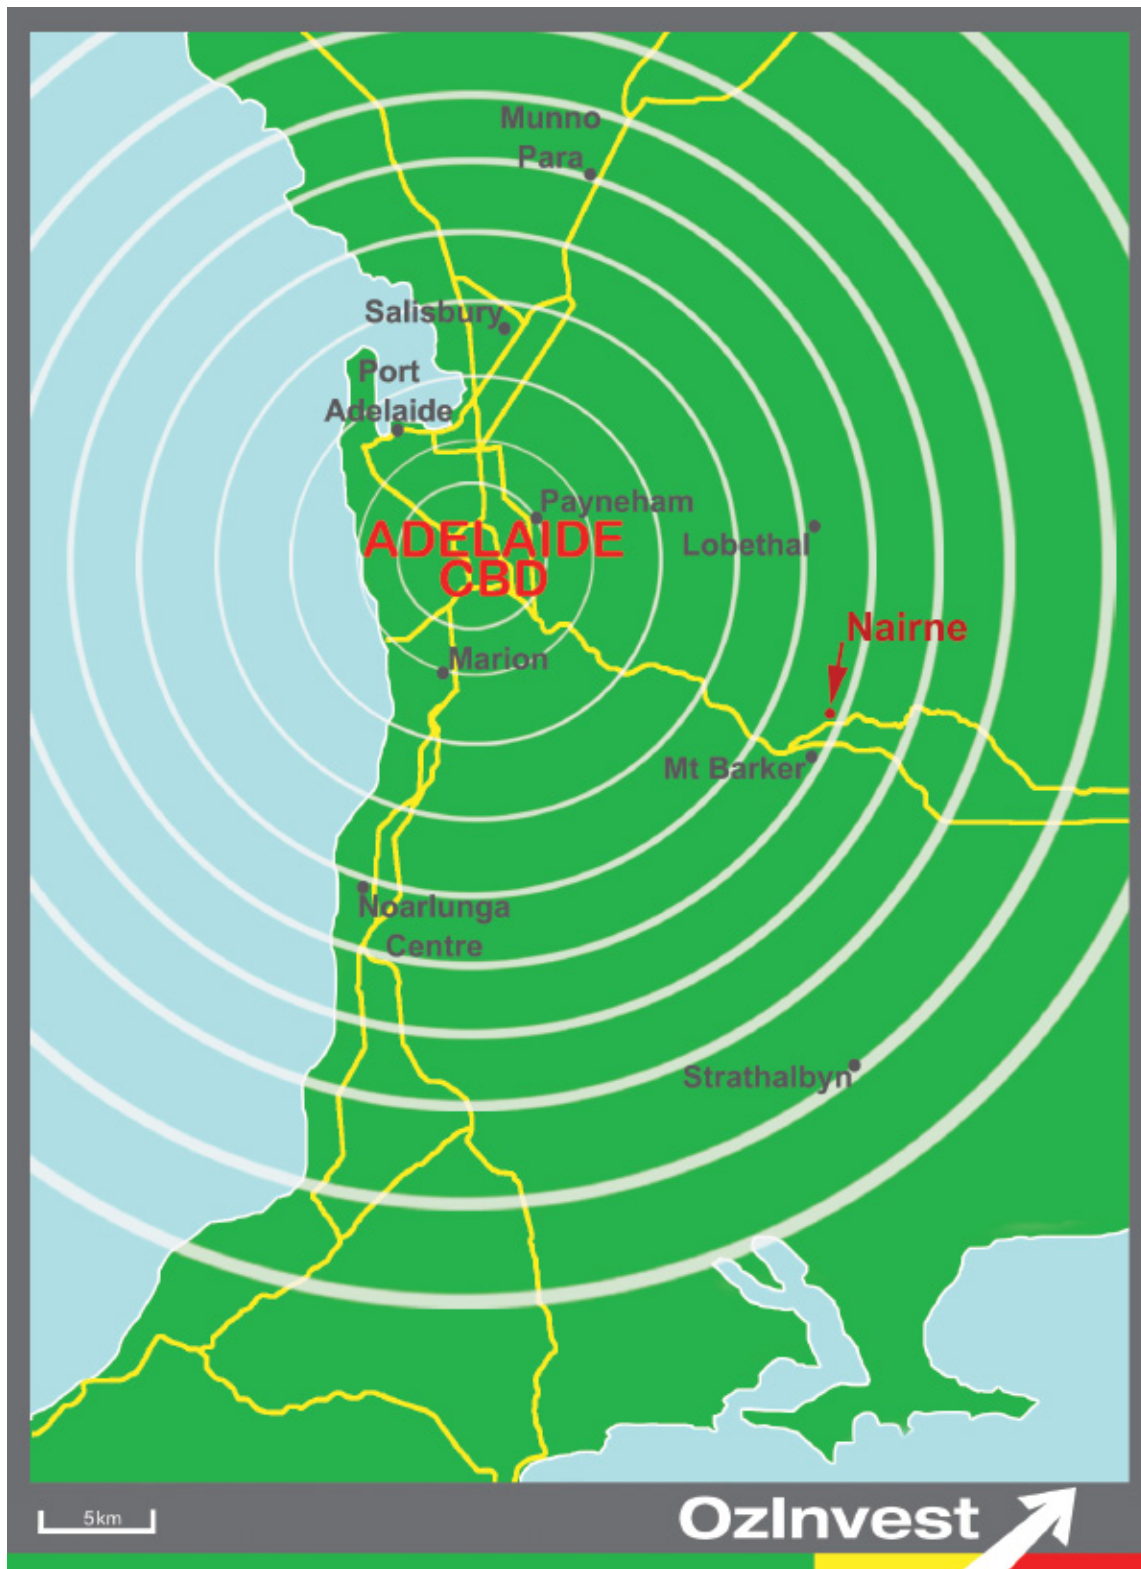 Munno
Para
Salisbury
Port
Adelaide
Payneham
ADELAIDE
CBD
Lobethal
Nairne
Marion
Mt Barker
Noarlunga
Centre
Strathalbyn
5km
OzInvest